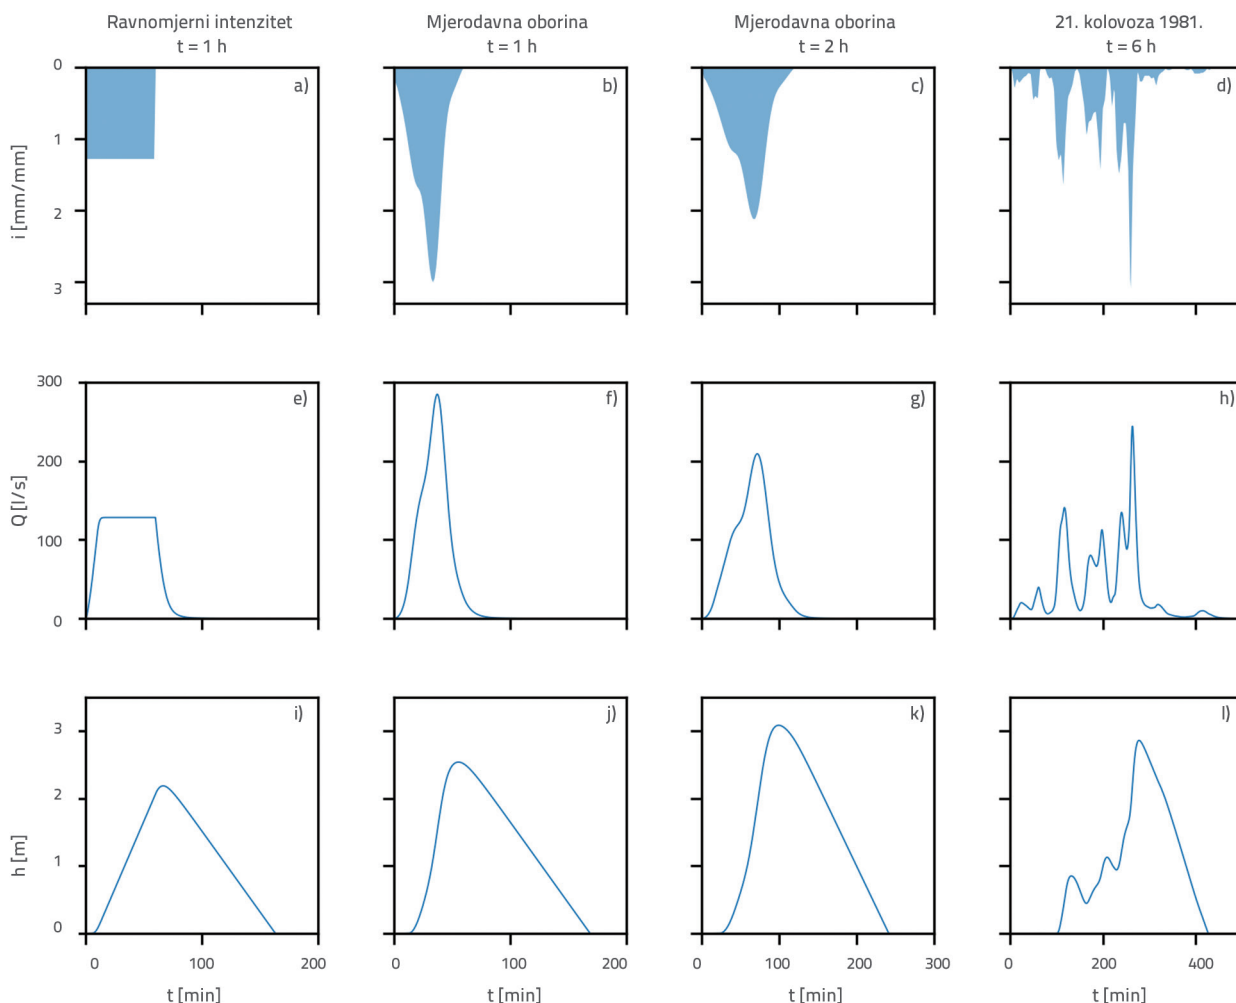 Ravnomjerni intenzitet
t = 1 h
Mjerodavna oborina
t = 1 h
Mjerodavna oborina
t = 2 h
21. kolovoza 1981.
t = 6 h
i [mm/mm]
0
1
2
3
a)
b)
c)
d)
Q [l/s]
300
200
100
0
e)
f)
g)
h)
h [m]
3
2
1
0
i)
j)
k)
l)
0 100 200
0 100 200
0 100 200 300
0 200 400
t [min]
t [min]
t [min]
t [min]